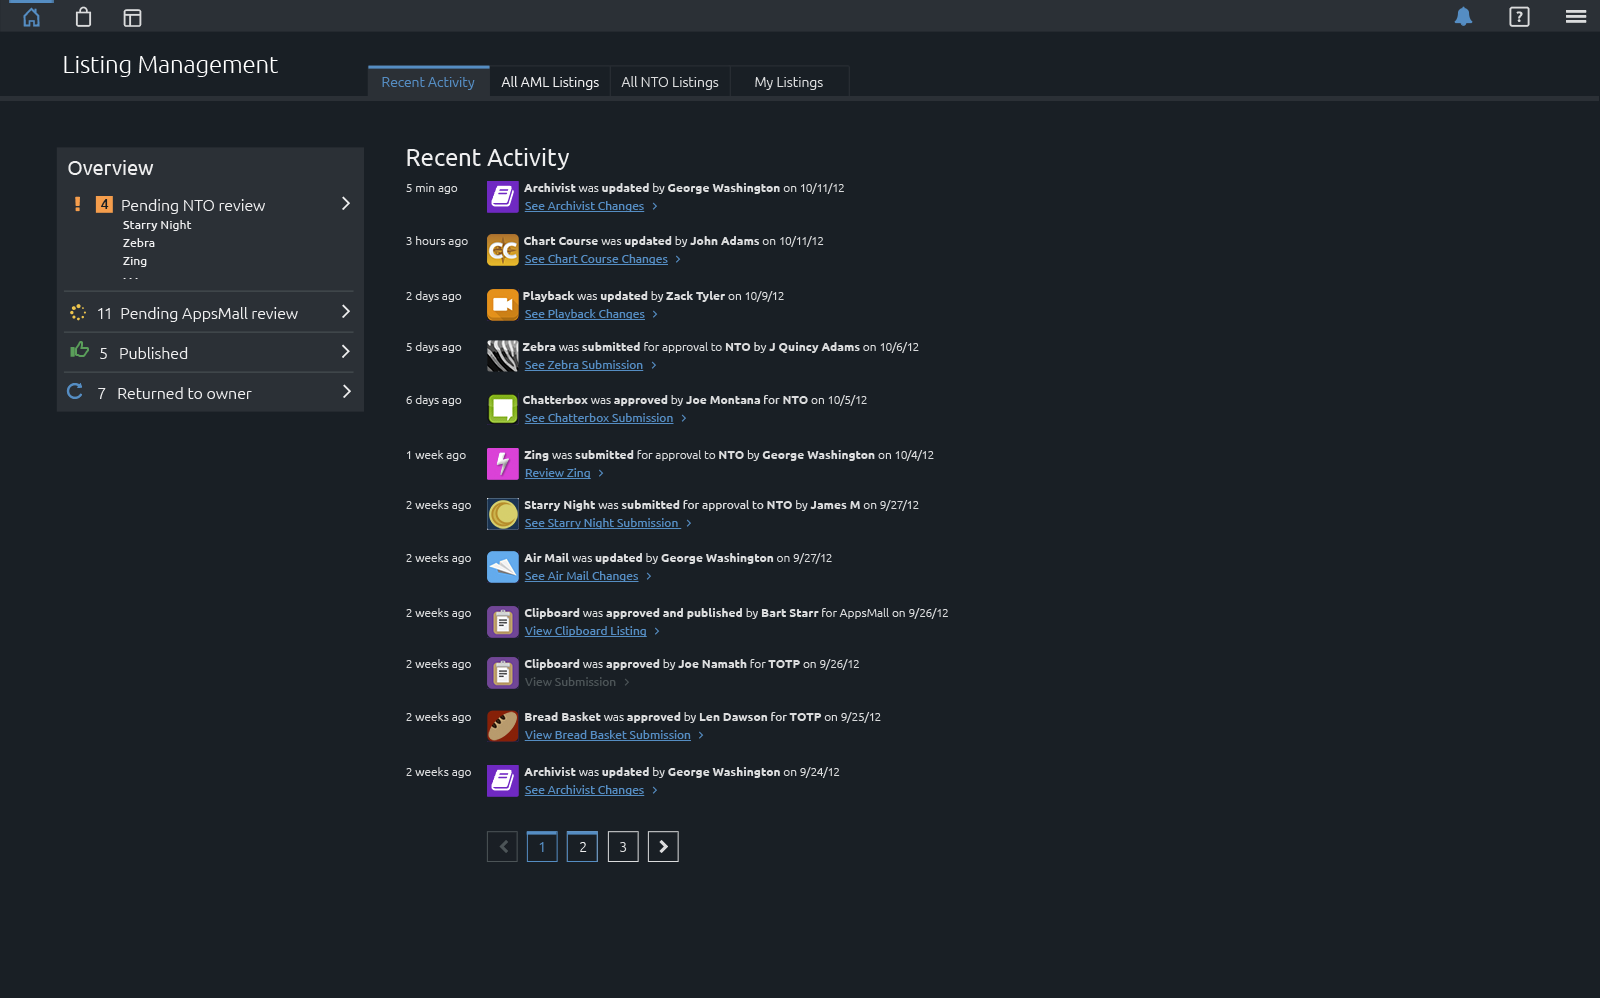 Listing Management
Recent Activity
All AML Listings
All NTO Listings
My Listings
Overview
4 Pending NTO review
Starry Night
Zebra
Zing
...
11 Pending AppsMall review
5 Published
7 Returned to owner
Recent Activity
5 min ago
Archivist was updated by George Washington on 10/11/12
See Archivist Changes
3 hours ago
CC
Chart Course was updated by John Adams on 10/11/12
See Chart Course Changes
2 days ago
Playback was updated by Zack Tyler on 10/9/12
See Playback Changes
5 days ago
Zebra was submitted for approval to NTO by J Quincy Adams on 10/6/12
See Zebra Submission
6 days ago
Chatterbox was approved by Joe Montana for NTO on 10/5/12
See Chatterbox Submission
1 week ago
Zing was submitted for approval to NTO by George Washington on 10/4/12
Review Zing
2 weeks ago
Starry Night was submitted for approval to NTO by James M on 9/27/12
See Starry Night Submission
2 weeks ago
Air Mail was updated by George Washington on 9/27/12
See Air Mail Changes
2 weeks ago
Clipboard was approved and published by Bart Starr for AppsMall on 9/26/12
View Clipboard Listing
2 weeks ago
Clipboard was approved by Joe Namath for TOTP on 9/26/12
View Submission
2 weeks ago
Bread Basket was approved by Len Dawson for TOTP on 9/25/12
View Bread Basket Submission
2 weeks ago
Archivist was updated by George Washington on 9/24/12
See Archivist Changes
1 2 3